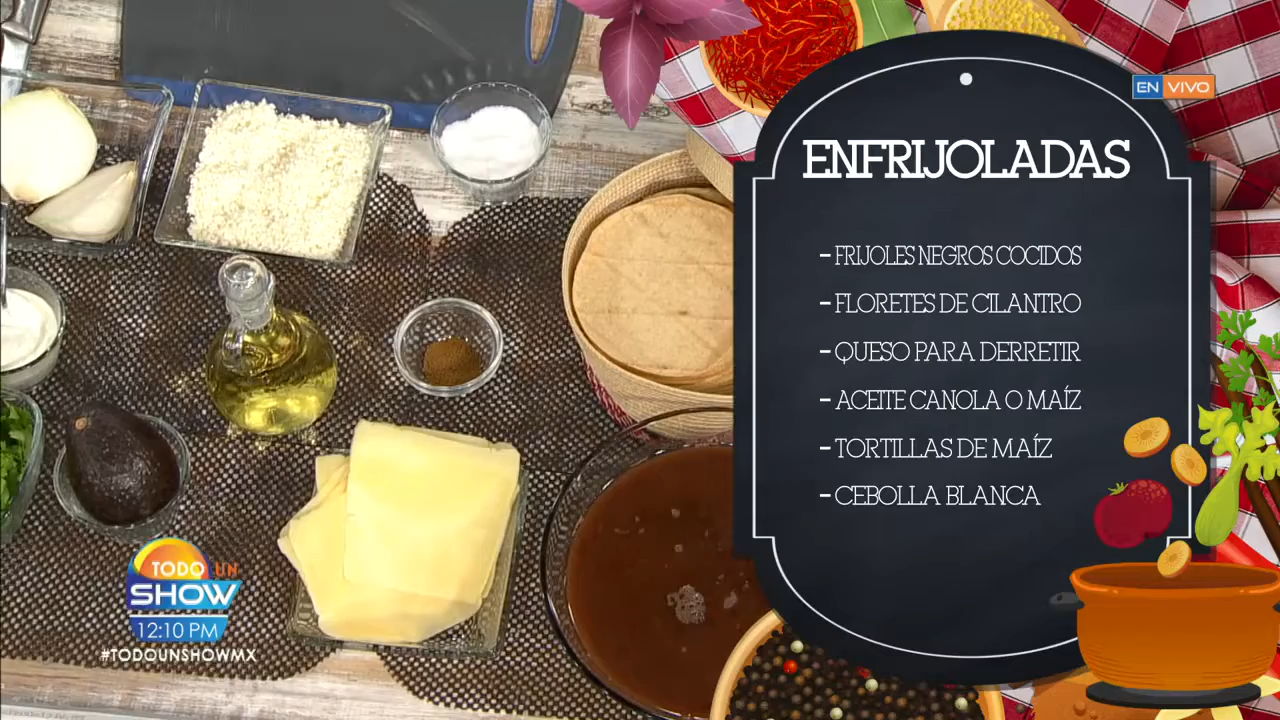 EN VIVO
ENFRIJOLADAS
- FRIJOLES NEGROS COCIDOS
- FLORETES DE CILANTRO
- QUESO PARA DERRETIR
- ACEITE CANOLA O MAÍZ
- TORTILLAS DE MAÍZ
- CEBOLLA BLANCA
TODO UN
SHOW
12:10 PM
#TODOUNSHOWMX